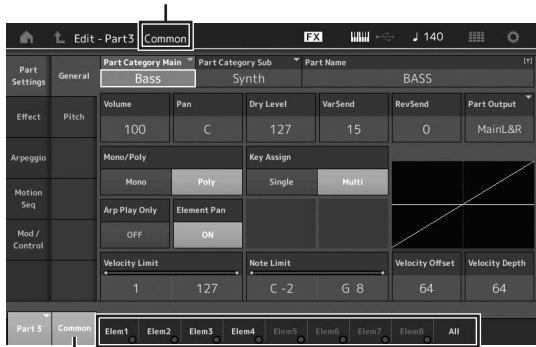 Edit - Part3 Common FX 140
Part Settings General Part Category Main Part Category Sub Part Name
Bass Synth BASS
Effect Pitch Volume Pan Dry Level VarSend RevSend Part Output
100 C 127 15 0 MainL&R
Arpeggio Mono/Poly Key Assign
Mono Poly Single Multi
Motion Seq
Arp Play Only Element Pan
Mod / Control OFF ON
Velocity Limit Note Limit Velocity Offset Velocity Depth
1 127 C -2 G 8 64 64
Part 3 Common Elem1 Elem2 Elem3 Elem4 Elem5 Elem6 Elem7 Elem8 All